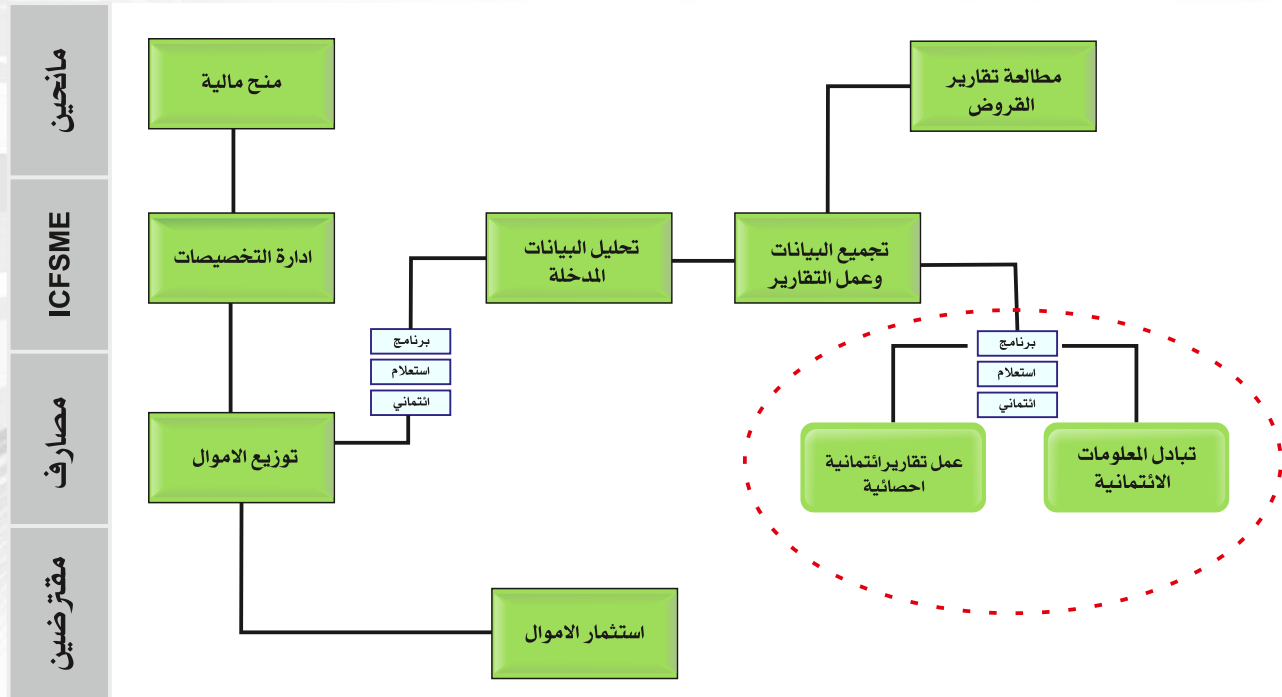 مانحين
ICFSME
مصارف
مقترضين
منح مالية
مطالعة تقارير
القروض
ادارة التخصيصات
تحليل البيانات
المدخلة
تجميع البيانات
وعمل التقارير
برنامج
استعلام
ائتماني
برنامج
استعلام
ائتماني
توزيع الاموال
عمل تقاريرائتمانية
احصائية
تبادل المعلومات
الائتمانية
استثمار الاموال